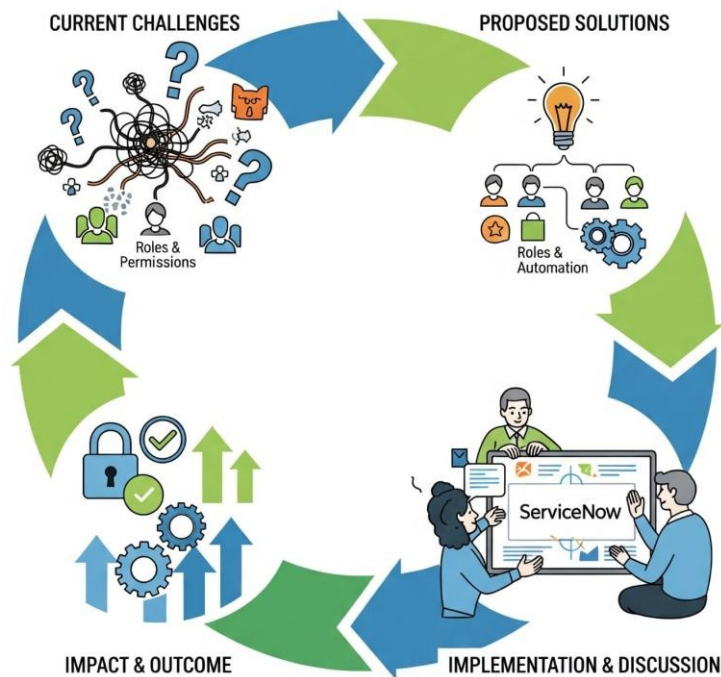 CURRENT CHALLENGES
PROPOSED SOLUTIONS
Roles &
Permissions
Roles &
Automation
ServiceNow
IMPACT & OUTCOME
IMPLEMENTATION & DISCUSSION